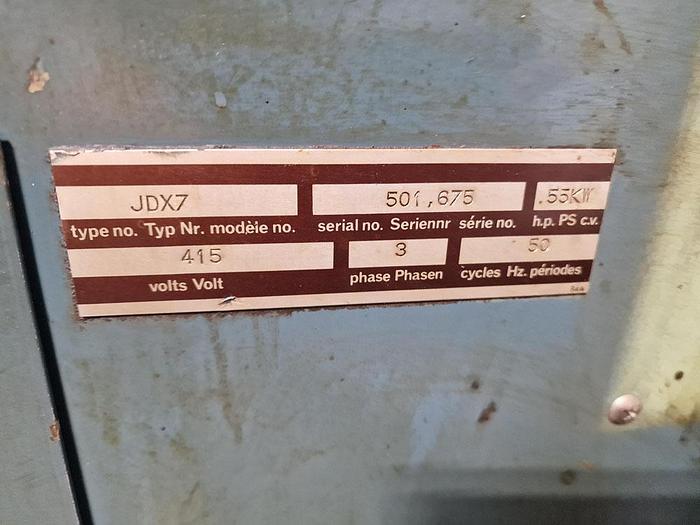 JDX7 501,675 .55KW
type no. Typ Nr. modèie no. serial no. Seriennr série no. h.p. PS c.v.
415 3 50
volts Volt phase Phasen cycles Hz. périodes